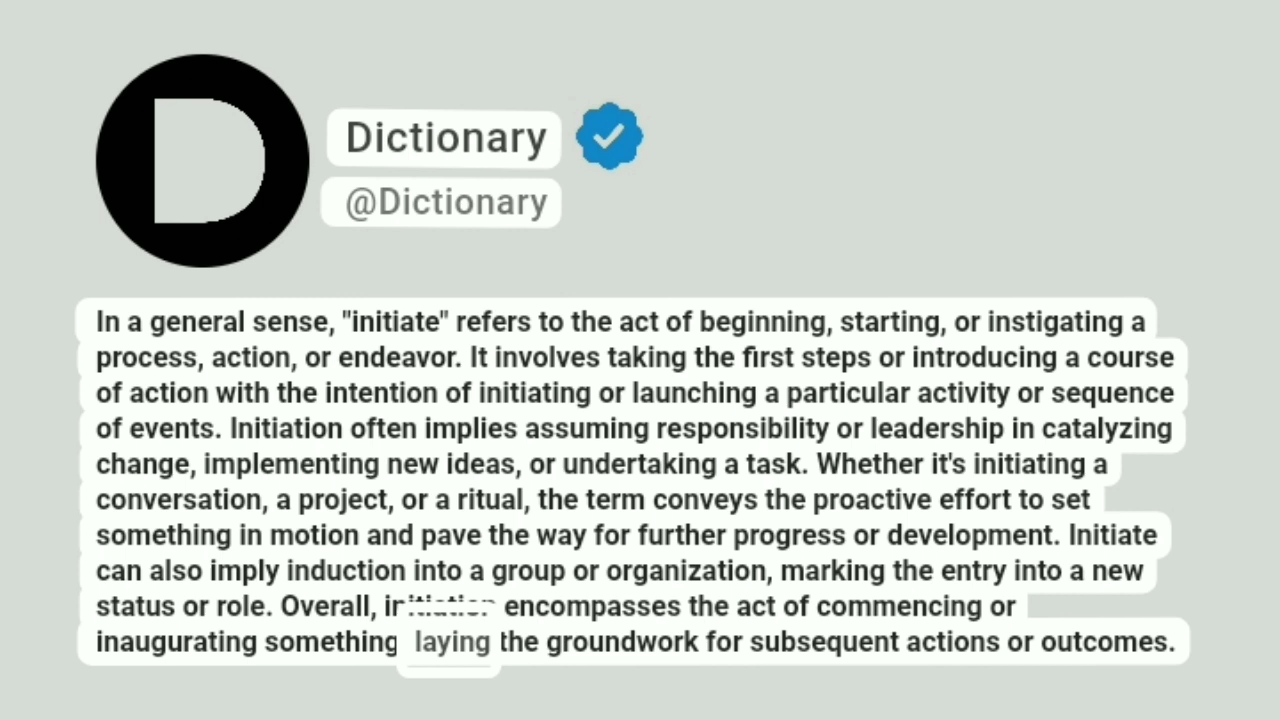 D
Dictionary
@Dictionary
In a general sense, "initiate" refers to the act of beginning, starting, or instigating a
process, action, or endeavor. It involves taking the first steps or introducing a course
of action with the intention of initiating or launching a particular activity or sequence
of events. Initiation often implies assuming responsibility or leadership in catalyzing
change, implementing new ideas, or undertaking a task. Whether it's initiating a
conversation, a project, or a ritual, the term conveys the proactive effort to set
something in motion and pave the way for further progress or development. Initiate
can also imply induction into a group or organization, marking the entry into a new
status or role. Overall, initiation encompasses the act of commencing or
inaugurating something laying the groundwork for subsequent actions or outcomes.